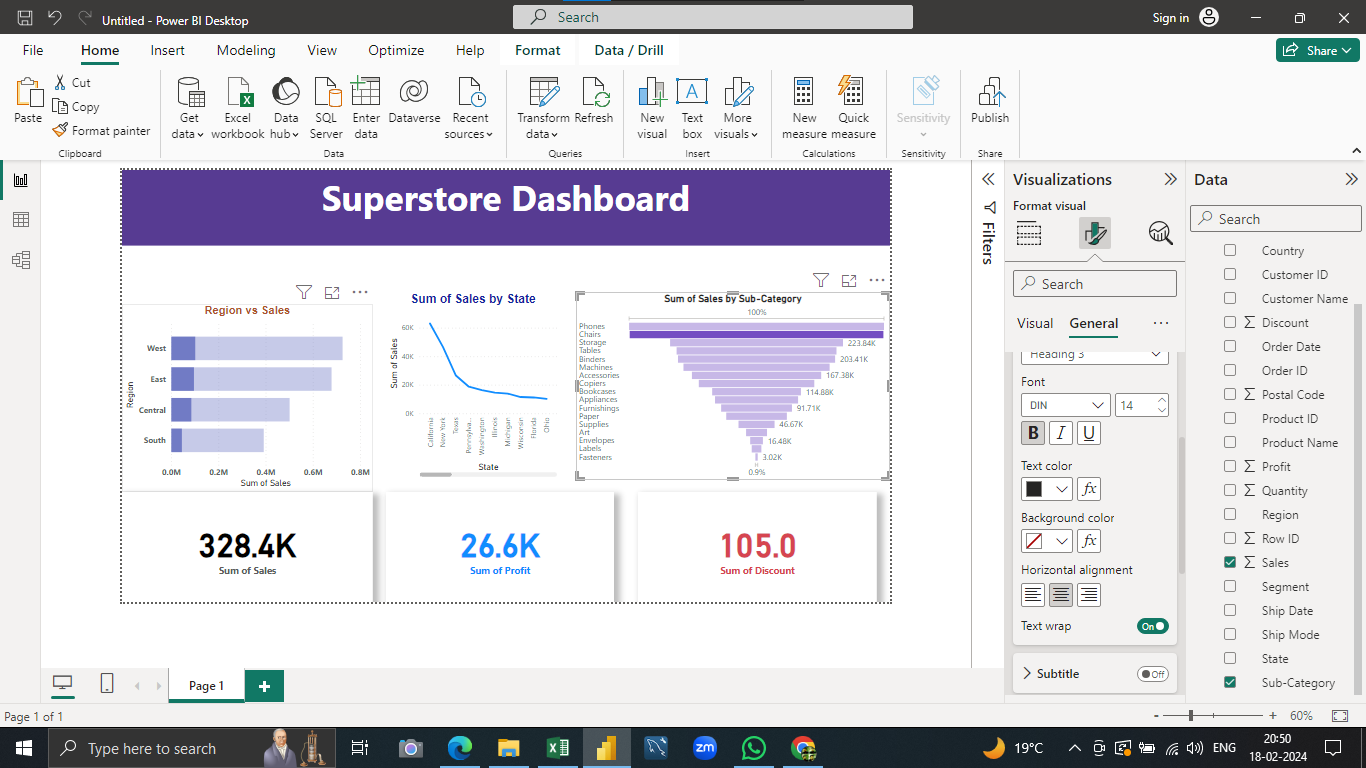 Untitled - Power BI Desktop
Search
Sign in
File Home Insert Modeling View Optimize Help Format Data / Drill
Share
Paste
Cut
Copy
Format painter
Get data
Excel workbook
Data hub
SQL Server
Enter data
Dataverse
Recent sources
Transform data
Refresh
New visual
Text box
More visuals
New measure
Quick measure
Sensitivity
Publish
Clipboard
Data
Queries
Insert
Calculations
Sensitivity
Share
Superstore Dashboard
Region vs Sales
West
East
Central
South
Region
0.0M 0.2M 0.4M 0.6M 0.8M
Sum of Sales
Sum of Sales by State
Sum of Sales
60K
40K
20K
0K
California
New York
Texas
Pennsylva...
Washington
Illinois
Michigan
Wisconsin
Florida
Ohio
State
Sum of Sales by Sub-Category
100%
Phones
Chairs
Storage 223.84K
Tables
Binders 203.41K
Machines
Accessories 167.38K
Copiers
Bookcases 114.88K
Appliances
Furnishings 91.71K
Paper
Supplies 46.67K
Art
Envelopes 16.48K
Labels
Fasteners 3.02K
0.9%
328.4K
Sum of Sales
26.6K
Sum of Profit
105.0
Sum of Discount
Filters
Visualizations
Format visual
Search
Visual General
Heading 3
Font
DIN 14
B I U
Text color
fx
Background color
fx
Horizontal alignment
Text wrap On
Subtitle Off
Data
Search
Country
Customer ID
Customer Name
Discount
Order Date
Order ID
Postal Code
Product ID
Product Name
Profit
Quantity
Region
Row ID
Sales
Segment
Ship Date
Ship Mode
State
Sub-Category
Page 1
Page 1 of 1
- + 60%
Type here to search
zm
19°C
ENG
20:50
18-02-2024